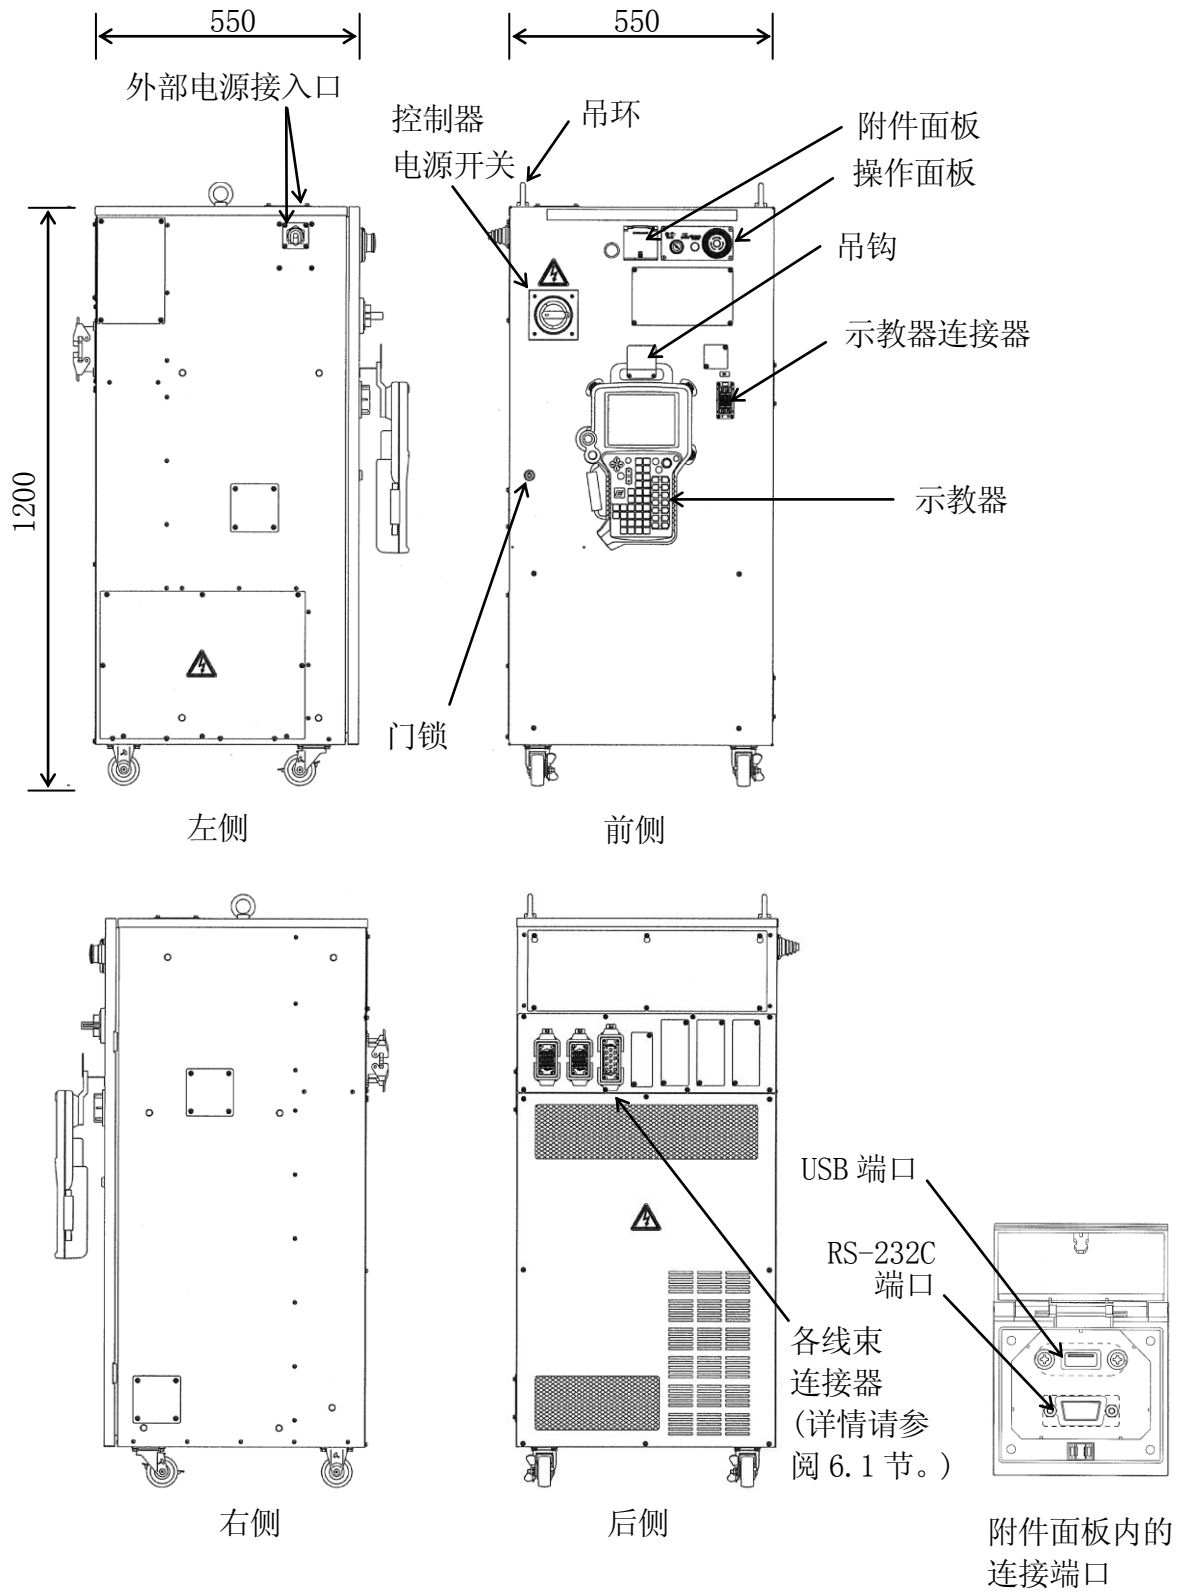 550
550
外部电源接入口
控制器
电源开关
吊环
附件面板
操作面板
吊钩
示教器连接器
示教器
1200
门锁
左侧
前侧
USB 端口
RS-232C
端口
各线束
连接器
(详情请参
阅 6.1 节。)
右侧
后侧
附件面板内的
连接端口